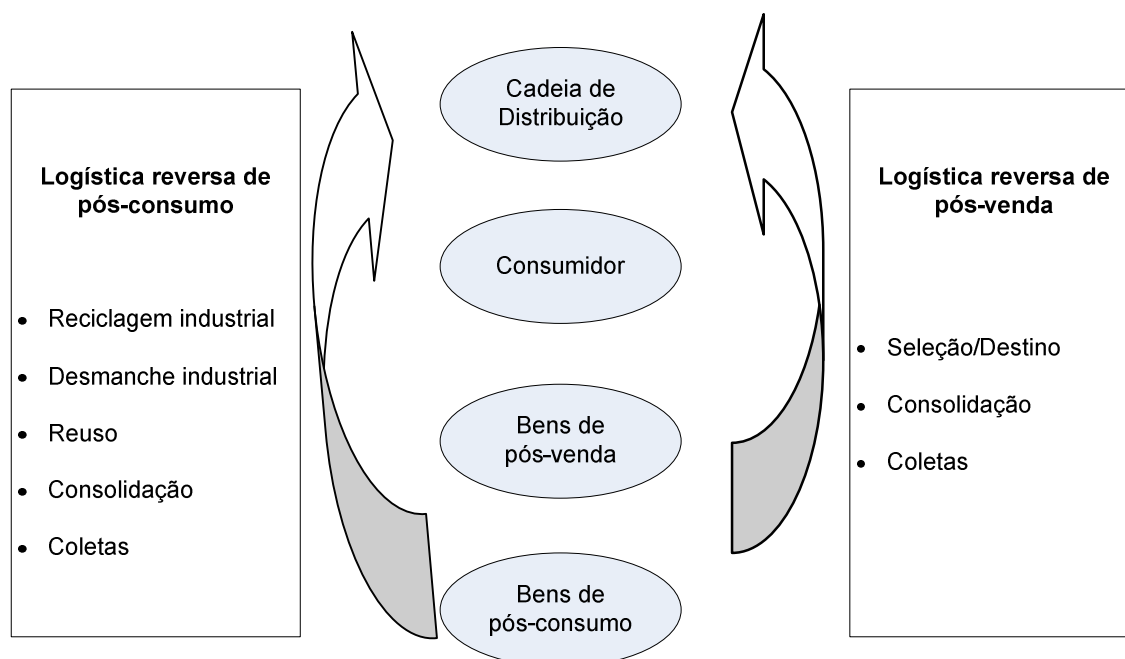 Logística reversa de
pós-consumo
• Reciclagem industrial
• Desmanche industrial
• Reuso
• Consolidação
• Coletas
Cadeia de
Distribuição
Consumidor
Bens de
pós-venda
Bens de
pós-consumo
Logística reversa de
pós-venda
• Seleção/Destino
• Consolidação
• Coletas